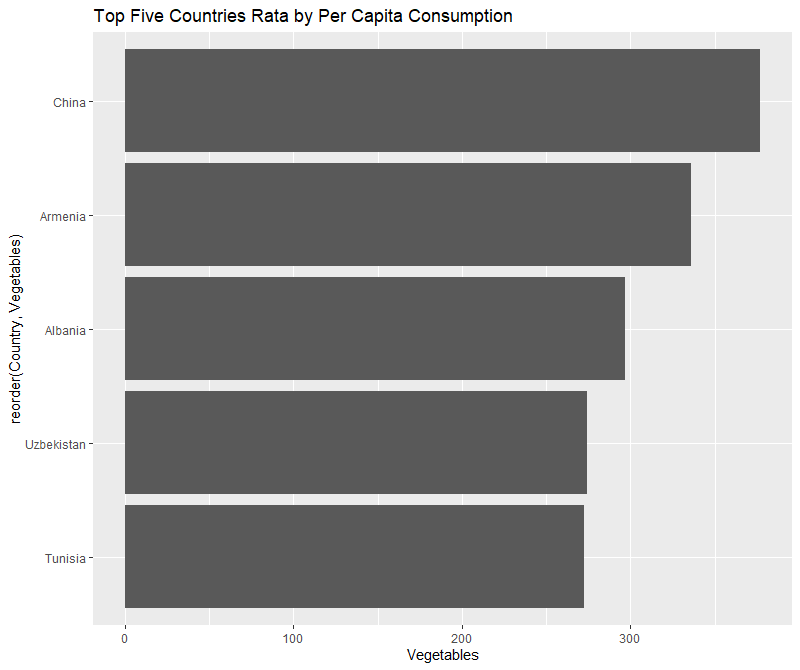 Top Five Countries Rata by Per Capita Consumption
reorder(Country, Vegetables)
China
Armenia
Albania
Uzbekistan
Tunisia
0 100 200 300
Vegetables